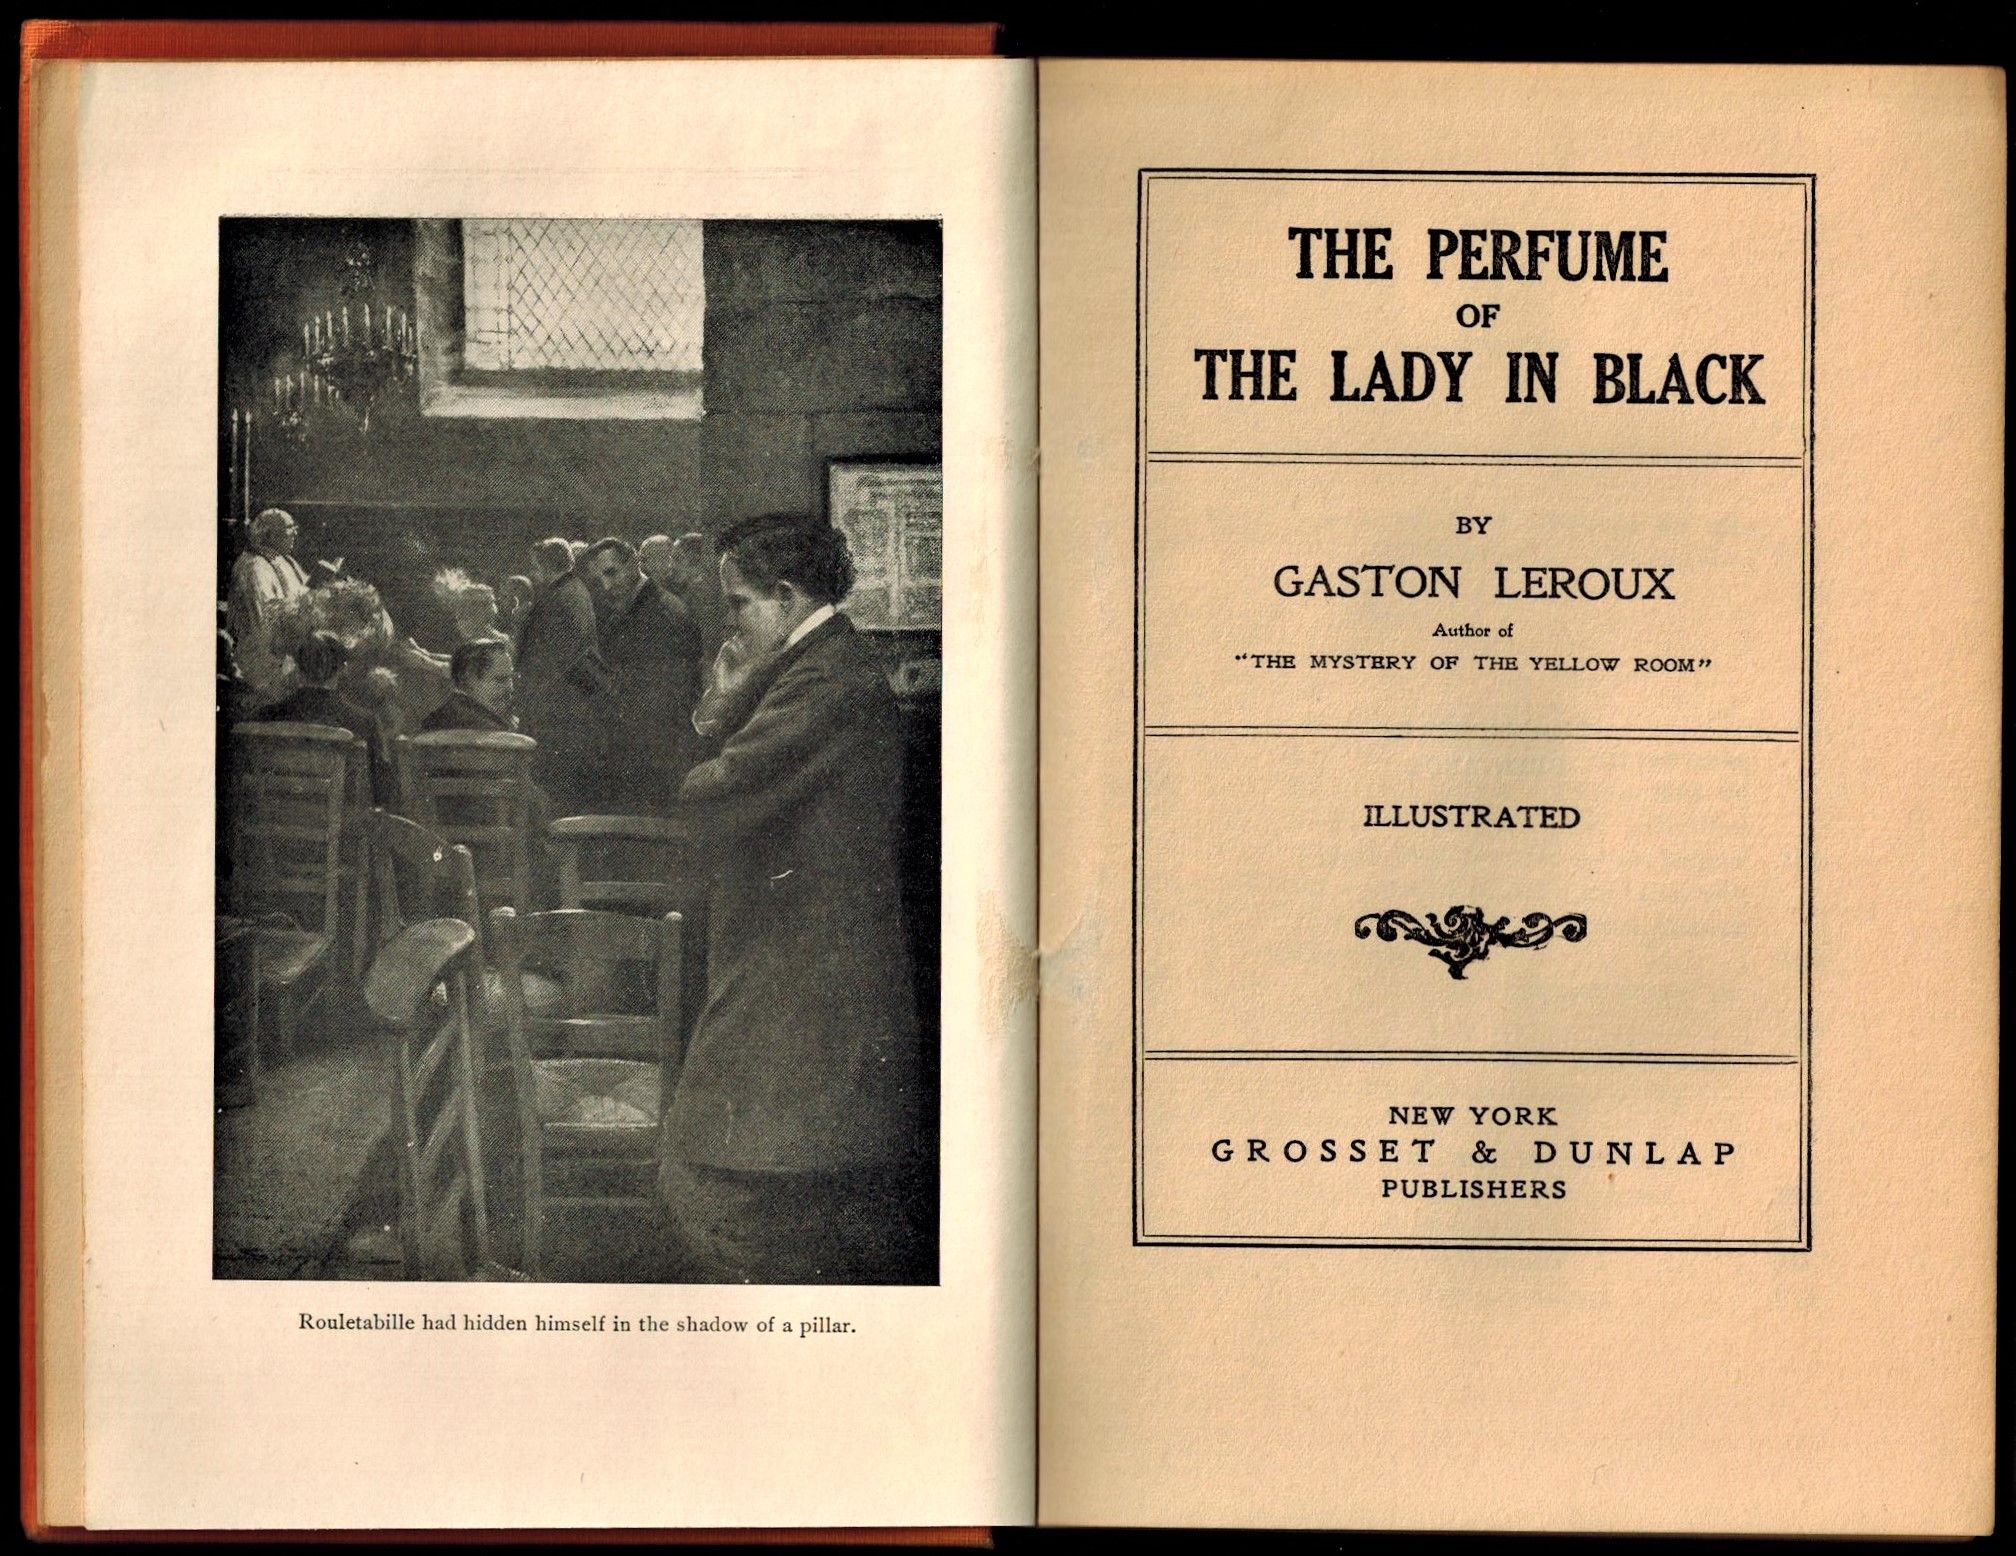 Rouletabille had hidden himself in the shadow of a pillar.
THE PERFUME
OF
THE LADY IN BLACK
BY
GASTON LEROUX
Author of
"THE MYSTERY OF THE YELLOW ROOM"
ILLUSTRATED
NEW YORK
GROSSET & DUNLAP
PUBLISHERS